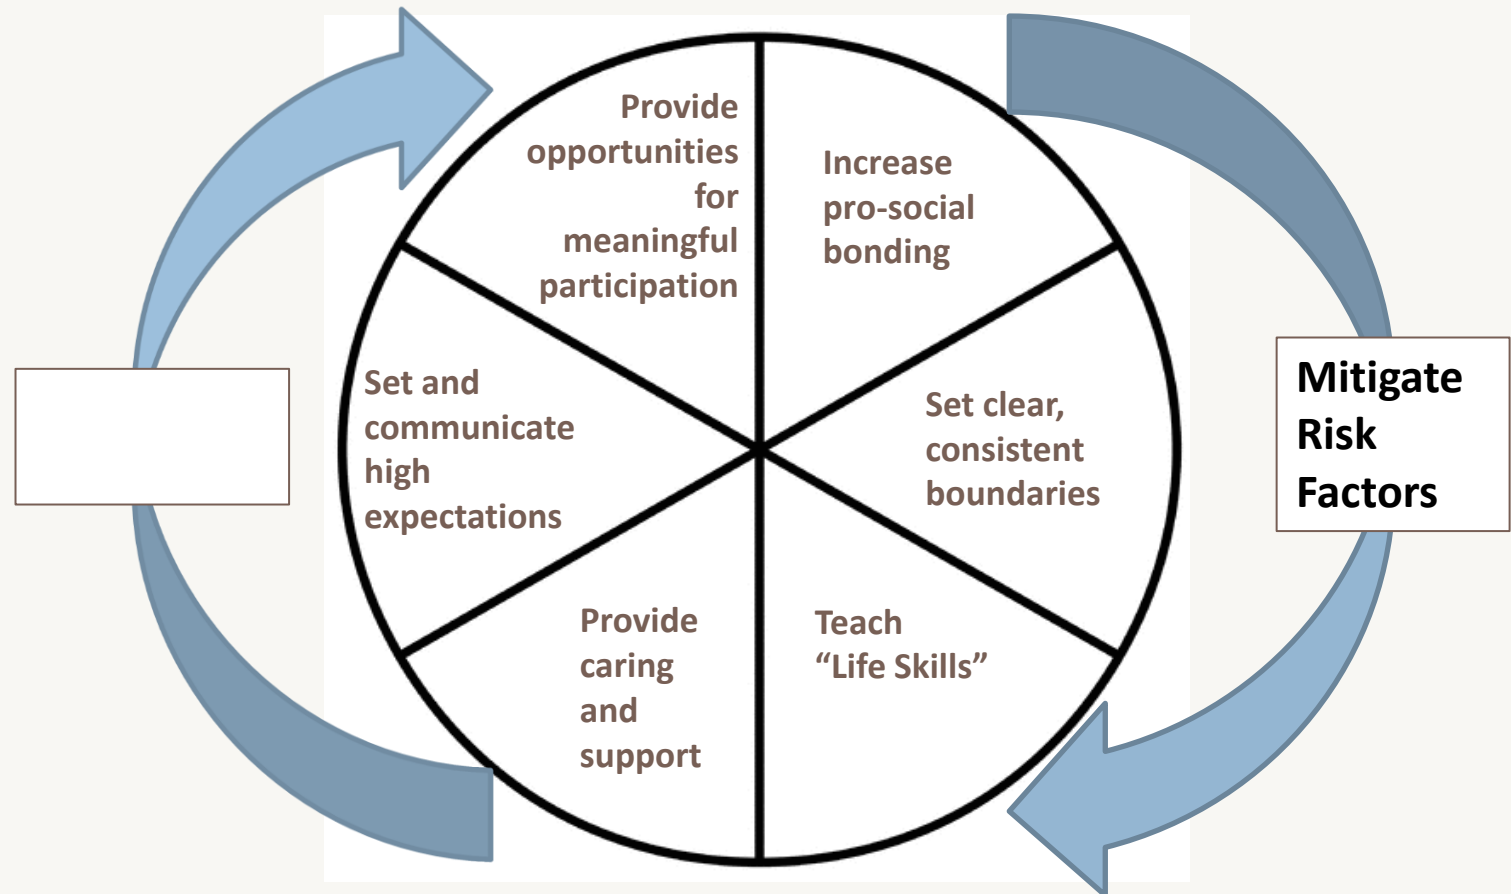 Provide
opportunities
for
meaningful
participation
Increase
pro-social
bonding
Set and
communicate
high
expectations
Set clear,
consistent
boundaries
Provide
caring
and
support
Teach
“Life Skills”
Mitigate
Risk
Factors